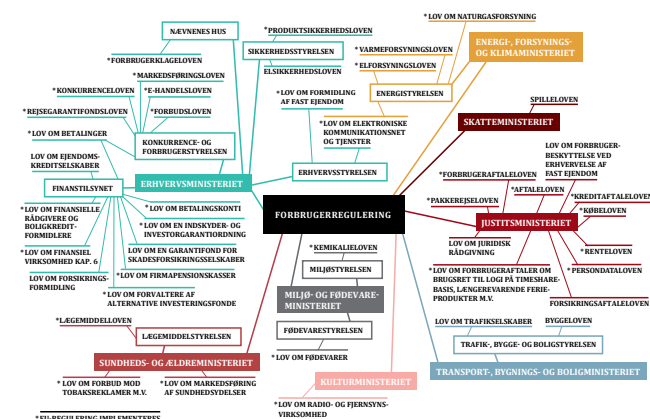 NÆVNENES HUS
*FORBRUGERKLAGELOVEN
*MARKEDSFØRINGSLOVEN
*KONKURRENCELOVEN
*E-HANDELSLOVEN
*REJSEGARANTIFONDSLOVEN
*FORBUDSLOVEN
KONKURRENCE- OG
FORBRUGERSTYRELSEN
*LOV OM BETALINGER
LOV OM EJENDOMS-
KREDITSELSKABER
FINANSTILSYNET
*LOV OM FINANSIELLE
RÅDGIVERE OG
BOLIGKREDIT-
FORMIDLERE
*LOV OM FINANSIEL
VIRKSOMHED KAP. 6
LOV OM FORSIKRINGS-
FORMIDLING
*LOV OM BETALINGSKONTI
*LOV OM EN INDSKYDER- OG
INVESTORGARANTIORDNING
LOV OM EN GARANTIFOND FOR
SKADESFORSIKRINGSSELSKABER
*LOV OM FIRMAPENSIONSKASSER
*LOV OM FORVALTERE AF
ALTERNATIVE INVESTERINGSFONDE
ERHVERVSMINISTERIET
*PRODUKTSIKKERHEDSLOVEN
SIKKERHEDSSTYRELSEN
ELSIKKERHEDSLOVEN
*LOV OM FORMIDLING
AF FAST EJENDOM
*LOV OM ELEKTRONISKE
KOMMUNIKATIONSNET
OG TJENSTER
ERHVERVSSTYRELSEN
*LOV OM NATURGASFORSYNING
*VARMEFORSYNINGSLOVEN
*ELFORSYNINGSLOVEN
ENERGISTYRELSEN
ENERGI-, FORSYNINGS-
OG KLIMAMINISTERIET
SPILLELOVEN
SKATTEMINISTERIET
FORBRUGERREGULERING
LOV OM FORBRUGER-
BESKYTTELSE VED
ERHVERVELSE AF
FAST EJENDOM
*FORBRUGERAFTALELOVEN
*AFTALELOVEN
*PAKKEREJSELOVEN
*KREDITAFTALELOVEN
*KØBELOVEN
JUSTITSMINISTERIET
LOV OM JURIDISK
RÅDGIVNING
*RENTELOVEN
*LOV OM FORBRUGERAFTALER OM
BRUGSRET TIL LOGI PÅ TIMESHARE-
BASIS, LÆNGEREVARENDE FERIE-
PRODUKTER M.V.
*PERSONDATALOVEN
FORSIKRINGSAFTALELOVEN
*KEMIKALIELOVEN
MILJØSTYRELSEN
MILJØ- OG FØDEVARE-
MINISTERIET
FØDEVARESTYRELSEN
*LOV OM FØDEVARER
*LÆGEMIDDELLOVEN
LÆGEMIDDELSTYRELSEN
SUNDHEDS- OG ÆLDREMINISTERIET
*LOV OM FORBUD MOD
TOBAKSREKLAMER M.V.
*LOV OM MARKEDSFØRING
AF SUNDHEDSYDELSER
KULTURMINISTERIET
*LOV OM RADIO- OG FJERNSYNS-
VIRKSOMHED
LOV OM TRAFIKSELSKABER
BYGGELOVEN
TRAFIK-, BYGGE- OG BOLIGSTYRELSEN
TRANSPORT-, BYGNINGS- OG BOLIGMINISTERIET
*EU-REGULERING IMPLEMENTERES